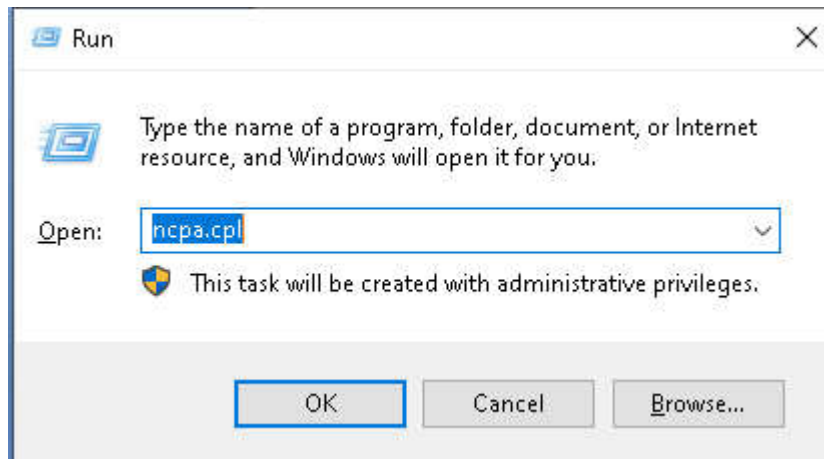 Run
Type the name of a program, folder, document, or Internet
resource, and Windows will open it for you.
Open: ncpa.cpl
This task will be created with administrative privileges.
OK Cancel Browse...